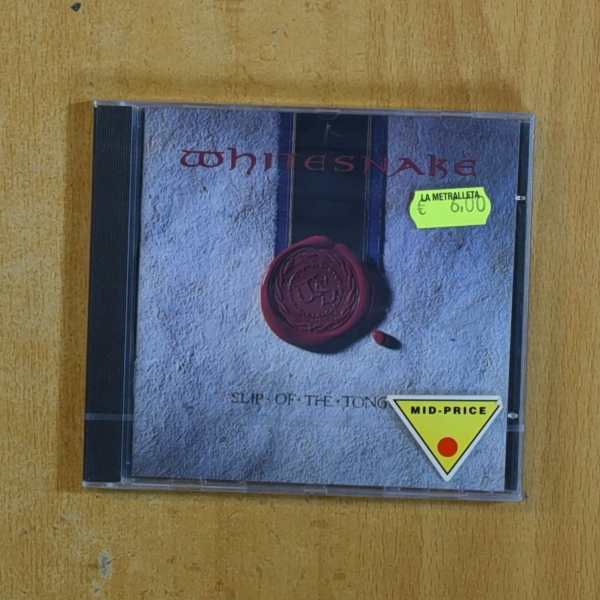 WHITESNAKE
LA METRALLETA
€ 6,00
SLIP·OF·THE·TONG
MID-PRICE